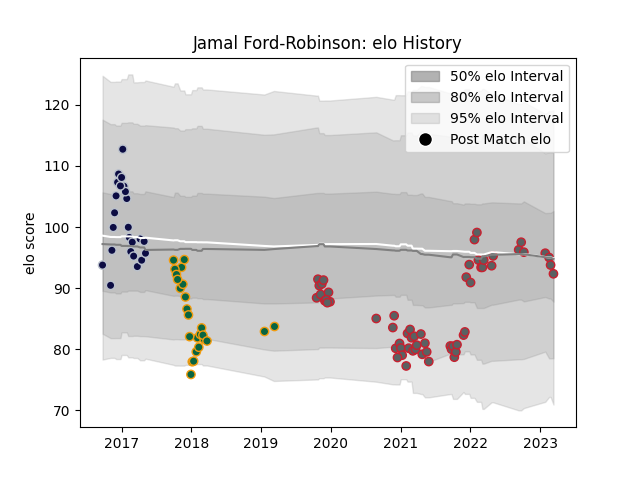 Jamal Ford-Robinson: elo History
50% elo Interval
80% elo Interval
95% elo Interval
Post Match elo
elo score
120
110
100
90
80
70
2017 2018 2019 2020 2021 2022 2023